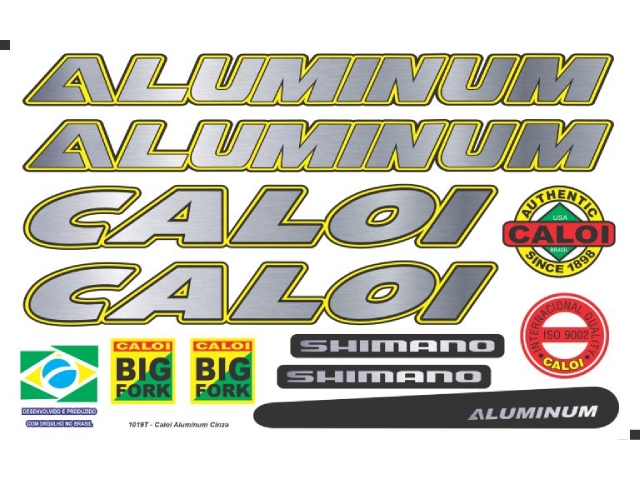 ALUMINUM
ALUMINUM
CALOI
CALOI
AUTHENTIC
USA
CALOI
BRASIL
SINCE 1898
INTERNACIONAL QUALITY
ISO 9002
CALOI
SHIMANO
SHIMANO
CALOI
BIG
FORK
CALOI
BIG
FORK
DESENVOLVIDO E PRODUZIDO
COM ORGULHO NO BRASIL
ALUMINUM
1019T - Caloi Aluminum Cinza